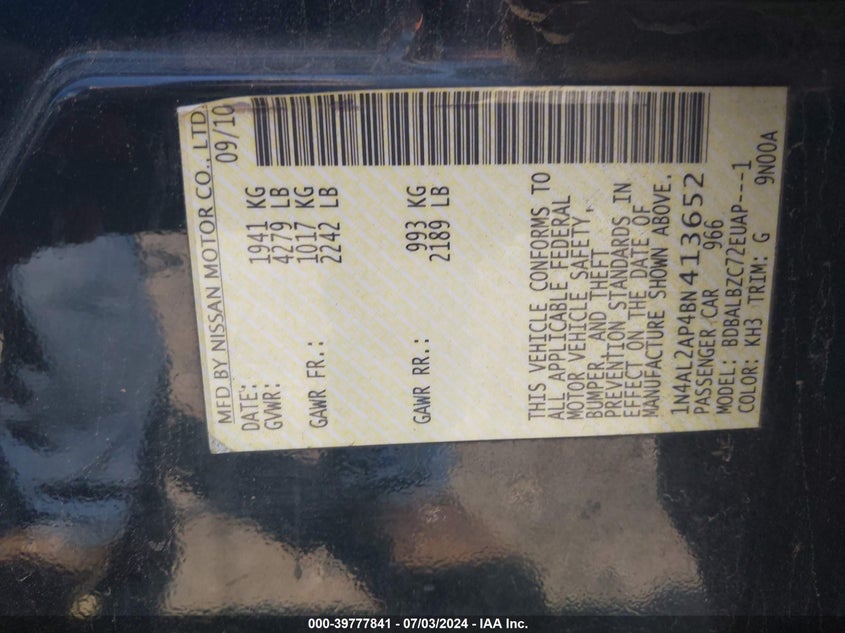 MFD BY NISSAN MOTOR CO., LTD.
DATE: 09/10
GVWR: 1941 KG
4279 LB
GAWR FR.: 1017 KG
2242 LB
GAWR RR.: 993 KG
2189 LB
THIS VEHICLE CONFORMS TO
ALL APPLICABLE FEDERAL
MOTOR VEHICLE SAFETY,
BUMPER, AND THEFT
PREVENTION STANDARDS IN
EFFECT ON THE DATE OF
MANUFACTURE SHOWN ABOVE.
1N4AL2AP4BN413652
PASSENGER CAR 966
MODEL: BDBALBZC72EUAP---1
COLOR: KH3 TRIM: G 9N00A
000-39777841 - 07/03/2024 - IAA Inc.